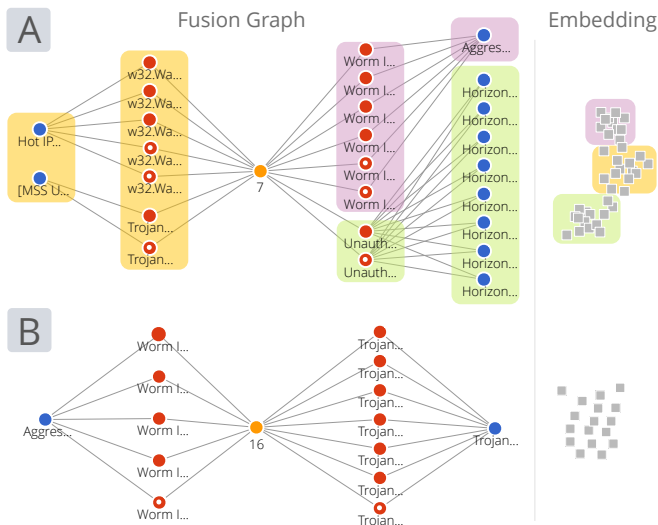 A
Fusion Graph
Embedding
w32.Wa...
w32.Wa...
w32.Wa...
w32.Wa...
w32.Wa...
Trojan...
Trojan...
Hot IP...
[MSS U...
7
Worm I...
Worm I...
Worm I...
Worm I...
Worm I...
Worm I...
Unauth...
Unauth...
Aggres...
Horizon...
Horizon...
Horizon...
Horizon...
Horizon...
Horizon...
Horizon...
Horizon...
B
Aggres...
Worm I...
Worm I...
Worm I...
Worm I...
Worm I...
16
Trojan...
Trojan...
Trojan...
Trojan...
Trojan...
Trojan...
Trojan...
Trojan...